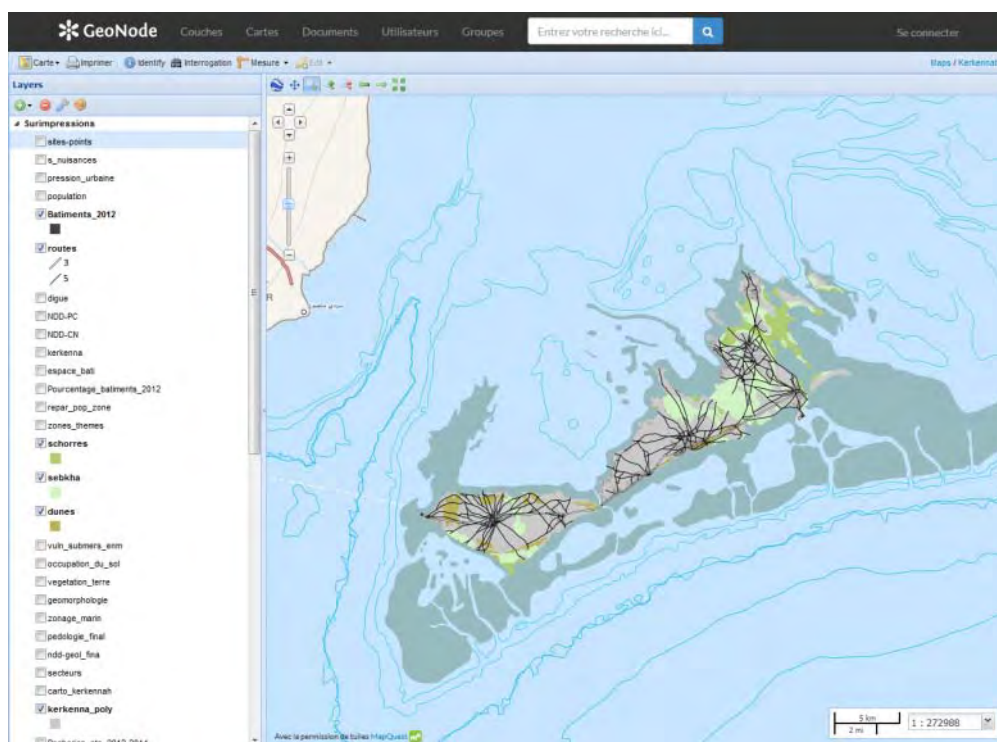 GeoNode Couches Cartes Documents Utilisateurs Groupes Entrez votre recherche ici... Se connecter
Carte Imprimer Identify Interrogation Mesure Edit Maps / Kerkennah
Layers
Surimpressions
sites-points
s_nuisances
pression_urbaine
population
Batiments_2012
routes
3
5
digue
NDD-PC
NDD-CN
kerkenna
espace_bati
Pourcentage_batiments_2012
repar_pop_zone
zones_themes
schorres
sebkha
dunes
vuln_submers_enm
occupation_du_sol
vegetation_terre
geomorphologie
zonage_marin
pedologie_final
ndd-geol_fina
secteurs
carto_kerkennah
kerkenna_poly
R
5 km
2 mi
1 : 272988
Avec la permission de tuiles MapQuest